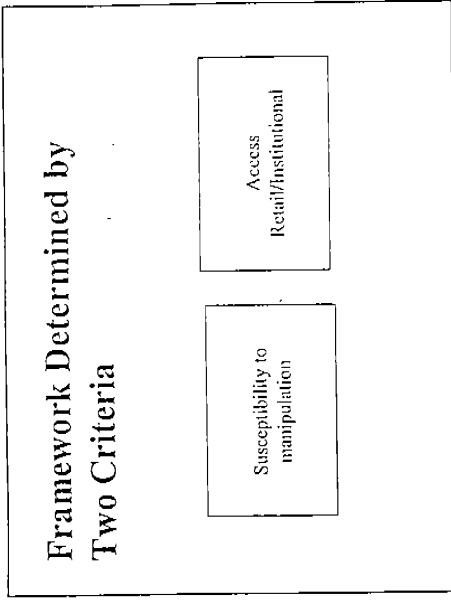 Framework Determined by
Two Criteria
Susceptibility to
manipulation
Access
Retail/Institutional